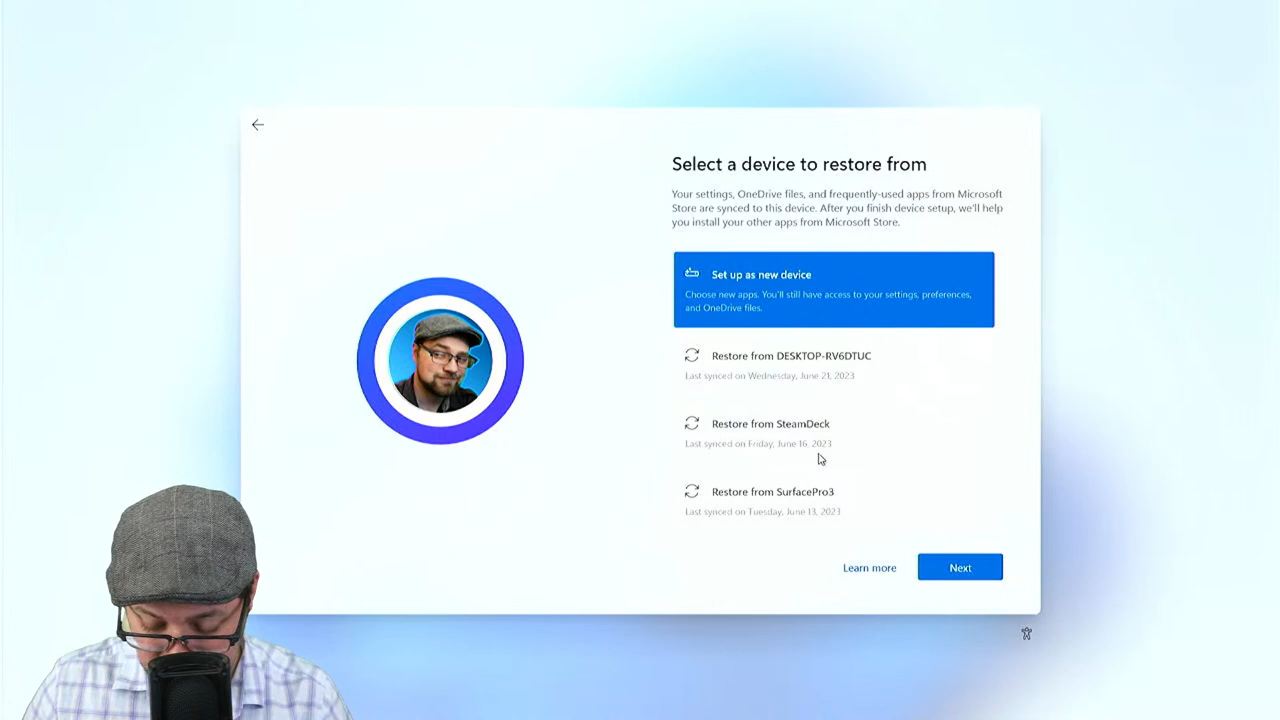 Select a device to restore from
Your settings, OneDrive files, and frequently-used apps from Microsoft
Store are synced to this device. After you finish device setup, we'll help
you install your other apps from Microsoft Store.
Set up as new device
Choose new apps. You'll still have access to your settings, preferences,
and OneDrive files.
Restore from DESKTOP-RV6DTUC
Last synced on Wednesday, June 21, 2023
Restore from SteamDeck
Last synced on Friday, June 16, 2023
Restore from SurfacePro3
Last synced on Tuesday, June 13, 2023
Learn more
Next